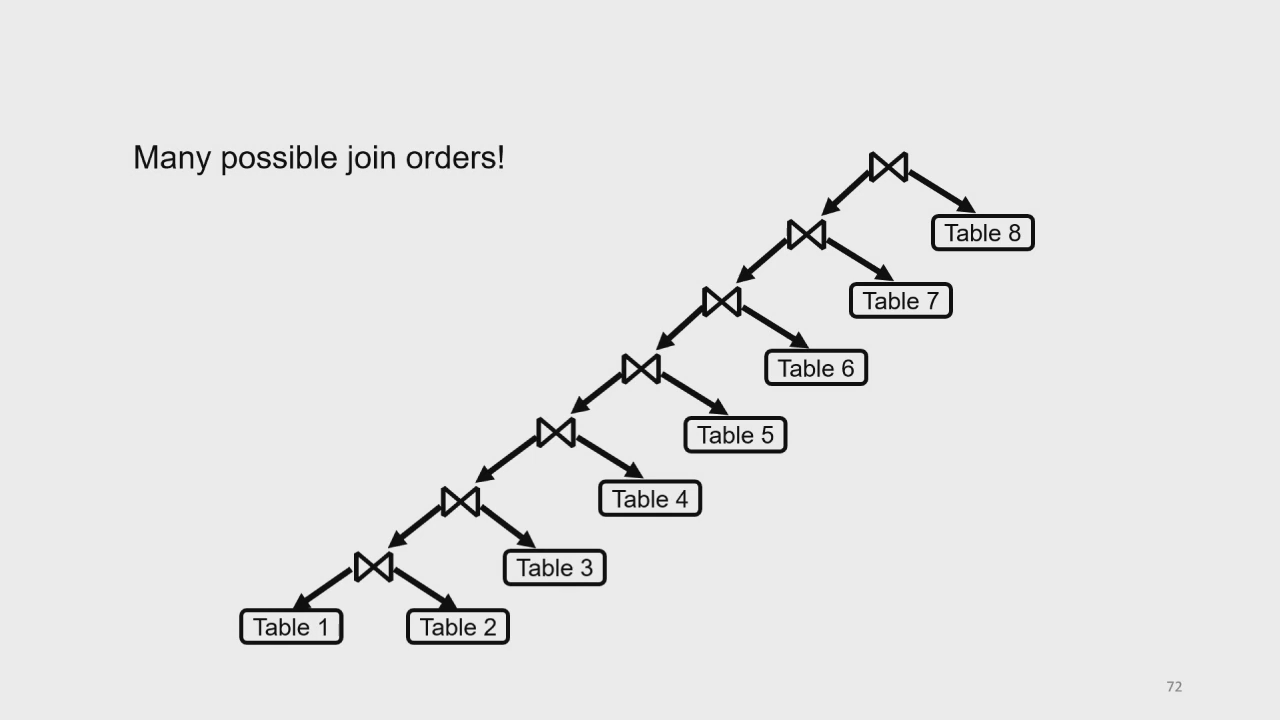 Many possible join orders!
Table 8
Table 7
Table 6
Table 5
Table 4
Table 3
Table 1
Table 2
72